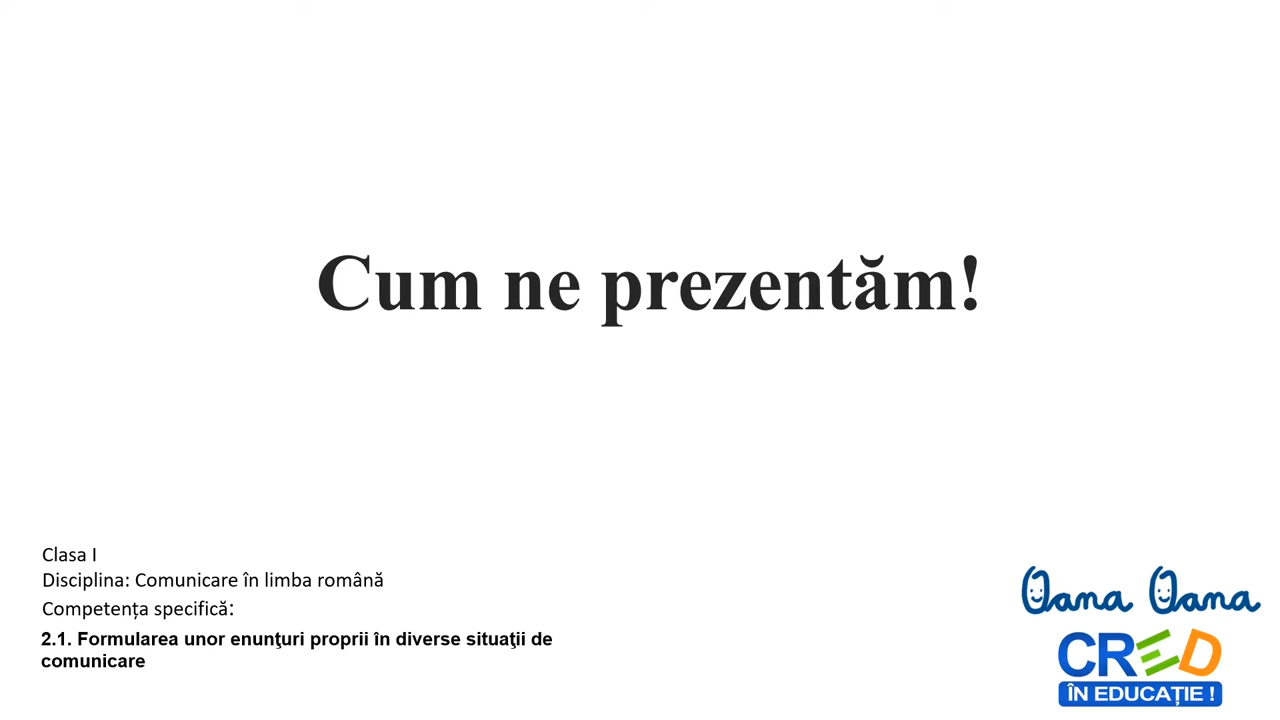 Cum ne prezentăm!
Clasa I
Disciplina: Comunicare în limba română
Competența specifică:
2.1. Formularea unor enunţuri proprii în diverse situaţii de
comunicare
Oana Oana
CRED
ÎN EDUCAȚIE !